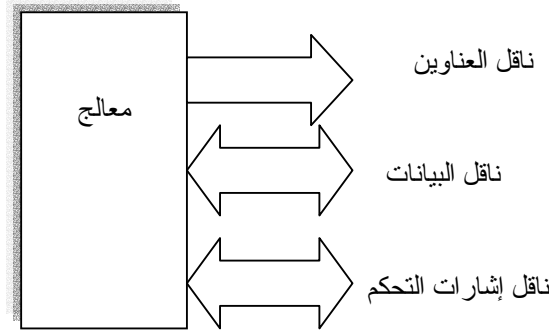 ناقل العناوين
معالج
ناقل البيانات
ناقل إشارات التحكم